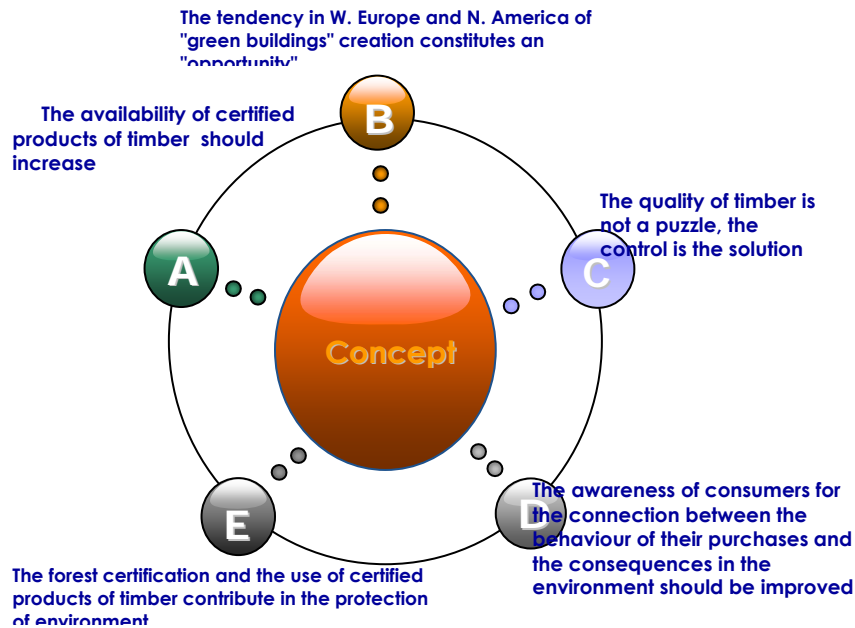 The tendency in W. Europe and N. America of
"green buildings" creation constitutes an
"opportunity"
B
The availability of certified
products of timber should
increase
A
The quality of timber is
not a puzzle, the
control is the solution
C
Concept
The awareness of consumers for
the connection between the
behaviour of their purchases and
the consequences in the
environment should be improved
D
E
The forest certification and the use of certified
products of timber contribute in the protection
of environment